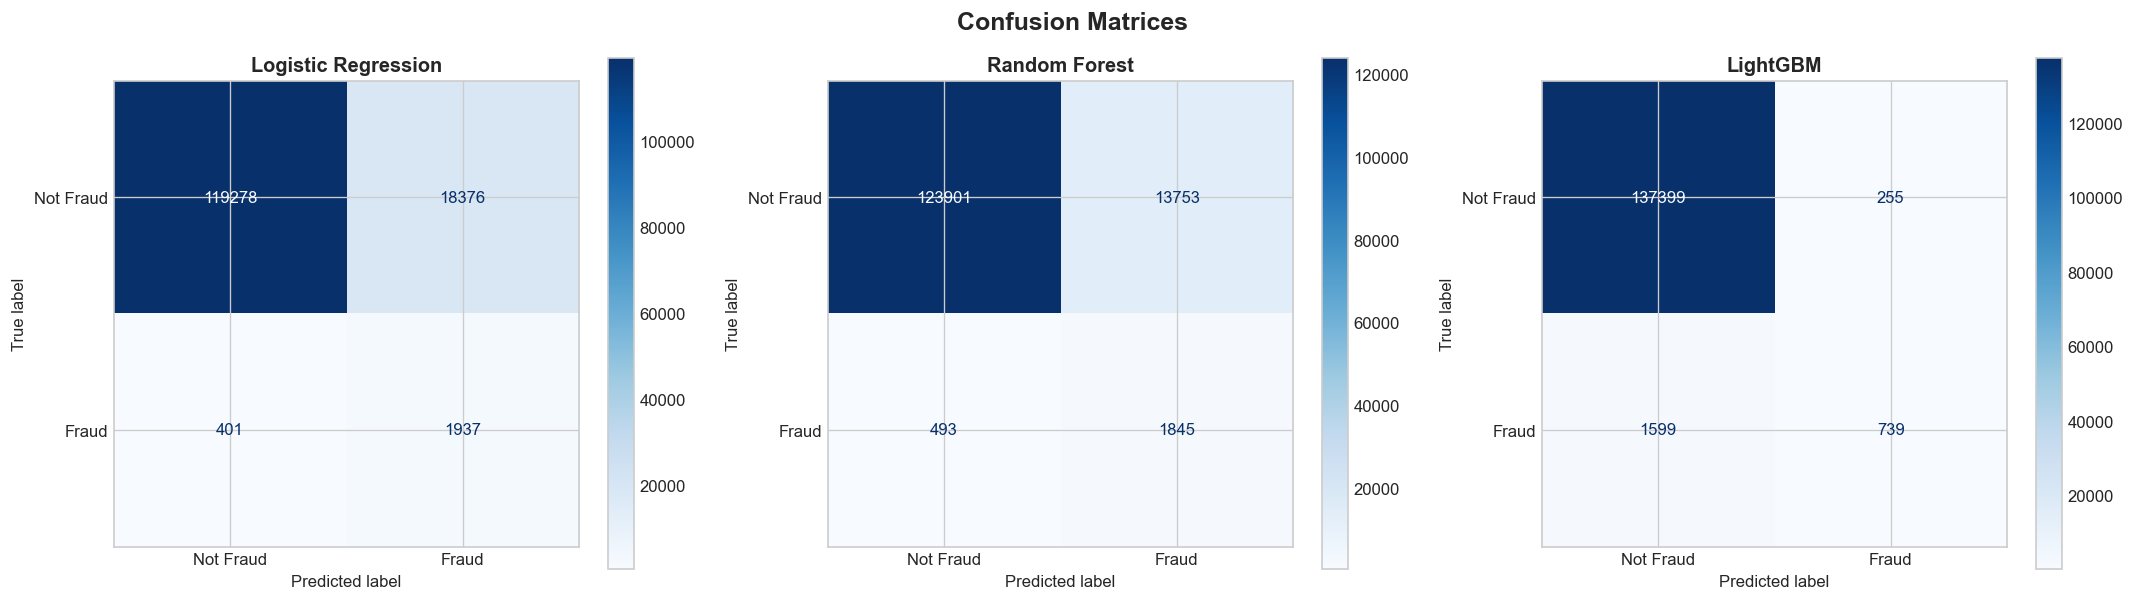 Confusion Matrices
Logistic Regression
119278 18376
401 1937
Not Fraud
Fraud
True label
Not Fraud Fraud
Predicted label
100000
80000
60000
40000
20000
Random Forest
123901 13753
493 1845
Not Fraud
Fraud
True label
Not Fraud Fraud
Predicted label
120000
100000
80000
60000
40000
20000
LightGBM
137399 255
1599 739
Not Fraud
Fraud
True label
Not Fraud Fraud
Predicted label
120000
100000
80000
60000
40000
20000